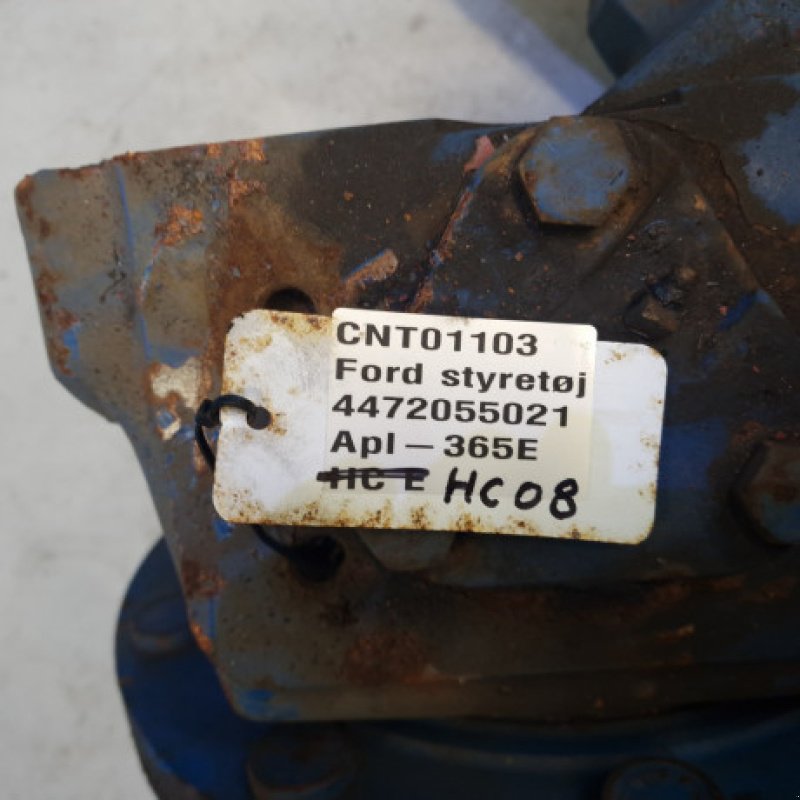 CNT01103
Ford styretøj
4472055021
Apl – 365E
HC E HC08